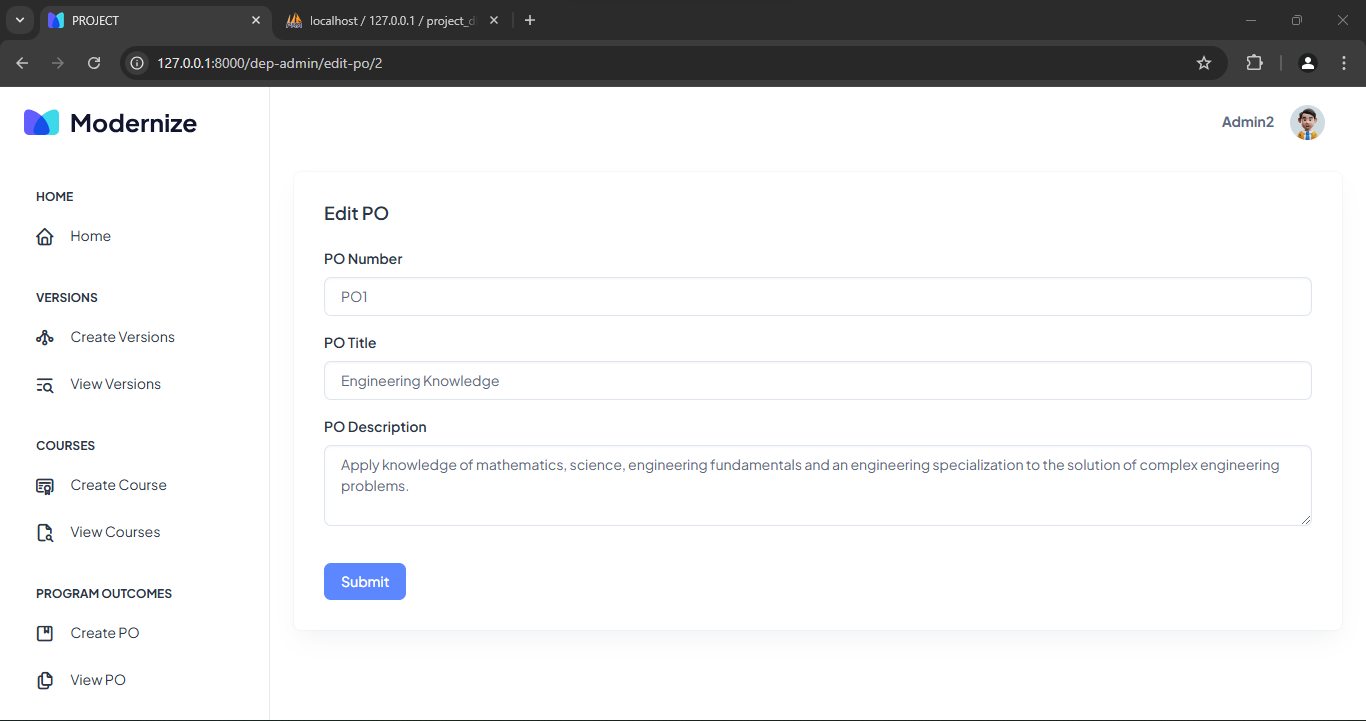 PROJECT
localhost / 127.0.0.1 / project_d
127.0.0.1:8000/dep-admin/edit-po/2
Modernize
Admin2
HOME
Home
VERSIONS
Create Versions
View Versions
COURSES
Create Course
View Courses
PROGRAM OUTCOMES
Create PO
View PO
Edit PO
PO Number
PO1
PO Title
Engineering Knowledge
PO Description
Apply knowledge of mathematics, science, engineering fundamentals and an engineering specialization to the solution of complex engineering
problems.
Submit